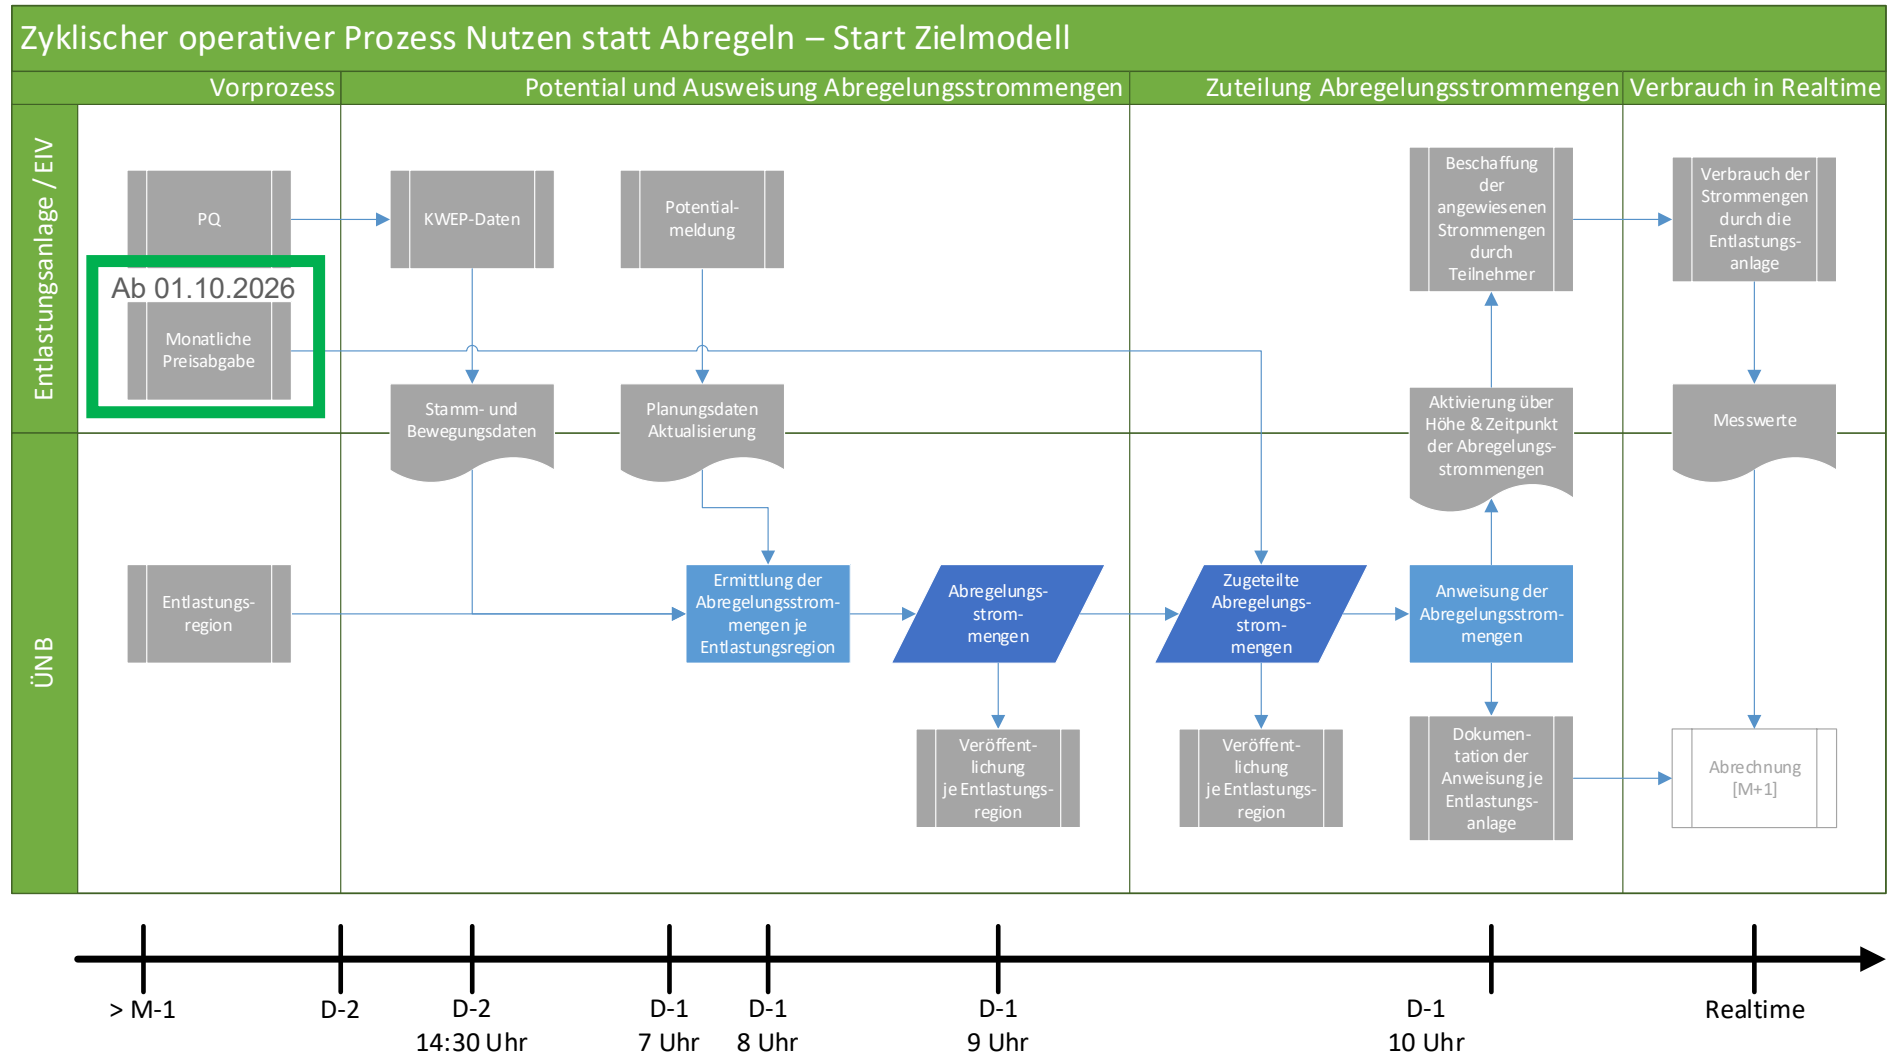 Zyklischer operativer Prozess Nutzen statt Abregeln – Start Zielmodell
Vorprozess
Potential und Ausweisung Abregelungsstrommengen
Zuteilung Abregelungsstrommengen
Verbrauch in Realtime
Entlastungsanlage / EIV
PQ
Ab 01.10.2026
Monatliche
Preisabgabe
KWEP-Daten
Potential-
meldung
Stamm- und
Bewegungsdaten
Planungsdaten
Aktualisierung
Beschaffung
der
angewiesenen
Strommengen
durch
Teilnehmer
Verbrauch der
Strommengen
durch die
Entlastungs-
anlage
Aktivierung über
Höhe & Zeitpunkt
der Abregelungs-
strommengen
Messwerte
ÜNB
Entlastungs-
region
Ermittlung der
Abregelungsstrom-
mengen je
Entlastungsregion
Abregelungs-
strom-
mengen
Zugeteilte
Abregelungs-
strom-
mengen
Anweisung der
Abregelungsstrom-
mengen
Veröffent-
lichung
je Entlastungs-
region
Veröffent-
lichung
je Entlastungs-
region
Dokumen-
tation der
Anweisung je
Entlastungs-
anlage
Abrechnung
[M+1]
> M-1
D-2
D-2
14:30 Uhr
D-1
7 Uhr
D-1
8 Uhr
D-1
9 Uhr
D-1
10 Uhr
Realtime